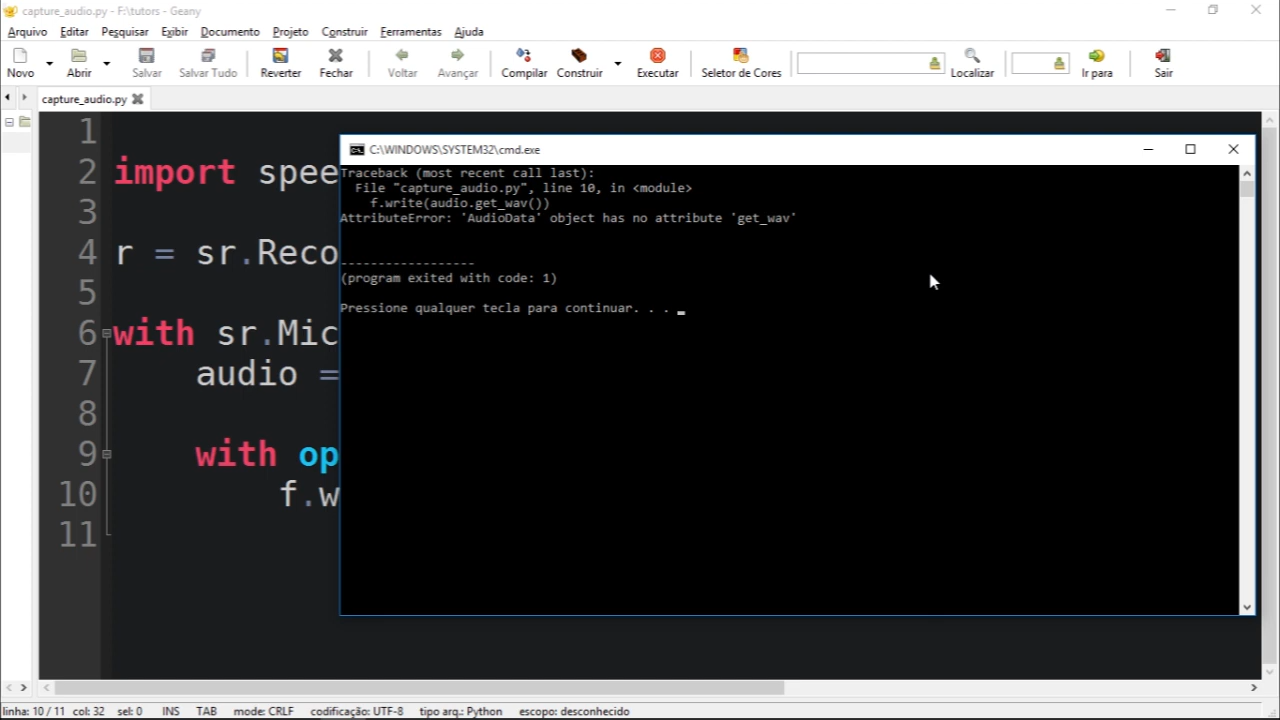 capture_audio.py - F:\tutors - Geany
Arquivo Editar Pesquisar Exibir Documento Projeto Construir Ferramentas Ajuda
Novo Abrir Salvar Salvar Tudo Reverter Fechar Voltar Avançar Compilar Construir Executar Seletor de Cores Localizar Ir para Sair
capture_audio.py
1
2 import spee
3
4 r = sr.Reco
5
6 with sr.Mic
7 audio =
8
9 with op
10 f.w
11
C:\WINDOWS\SYSTEM32\cmd.exe
Traceback (most recent call last):
File "capture_audio.py", line 10, in <module>
f.write(audio.get_wav())
AttributeError: 'AudioData' object has no attribute 'get_wav'
------------------
(program exited with code: 1)
Pressione qualquer tecla para continuar. . . _
linha: 10 / 11 col: 32 sel: 0 INS TAB mode: CRLF codificação: UTF-8 tipo arq.: Python escopo: desconhecido